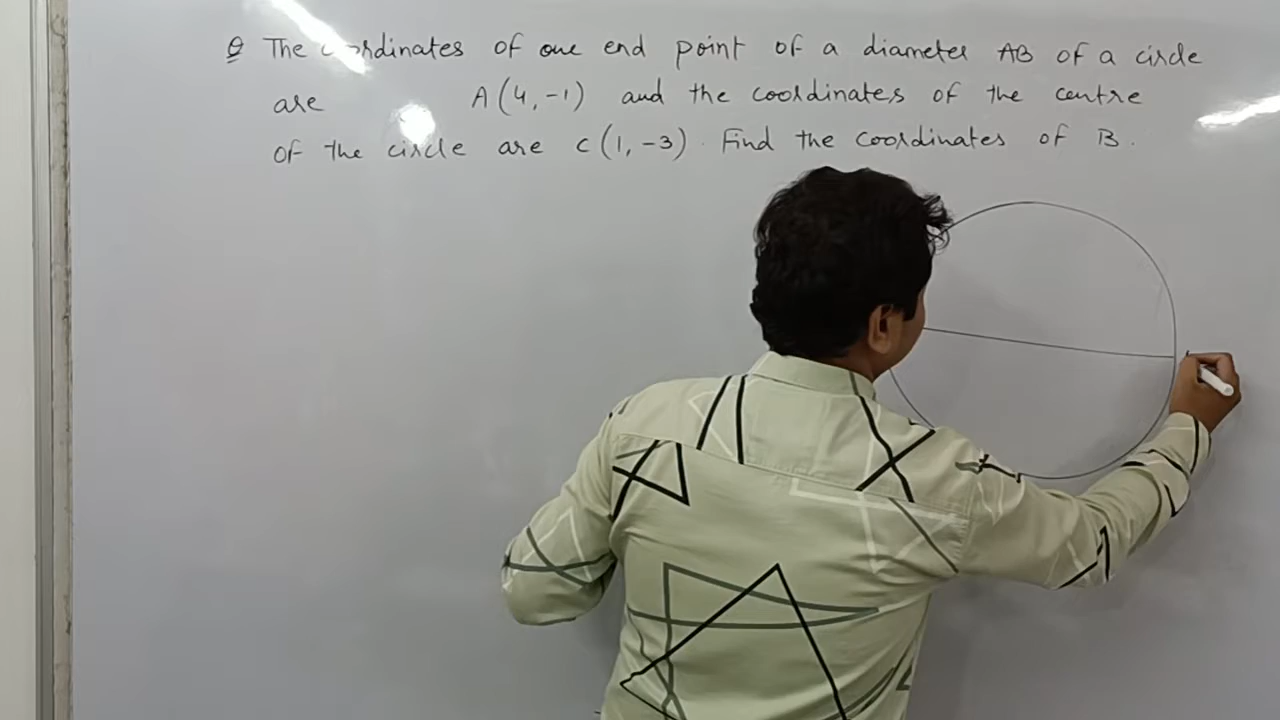 Q The coordinates of one end point of a diameter AB of a circle
are A(4,-1) and the coordinates of the centre
of the circle are C(1,-3). Find the coordinates of B.